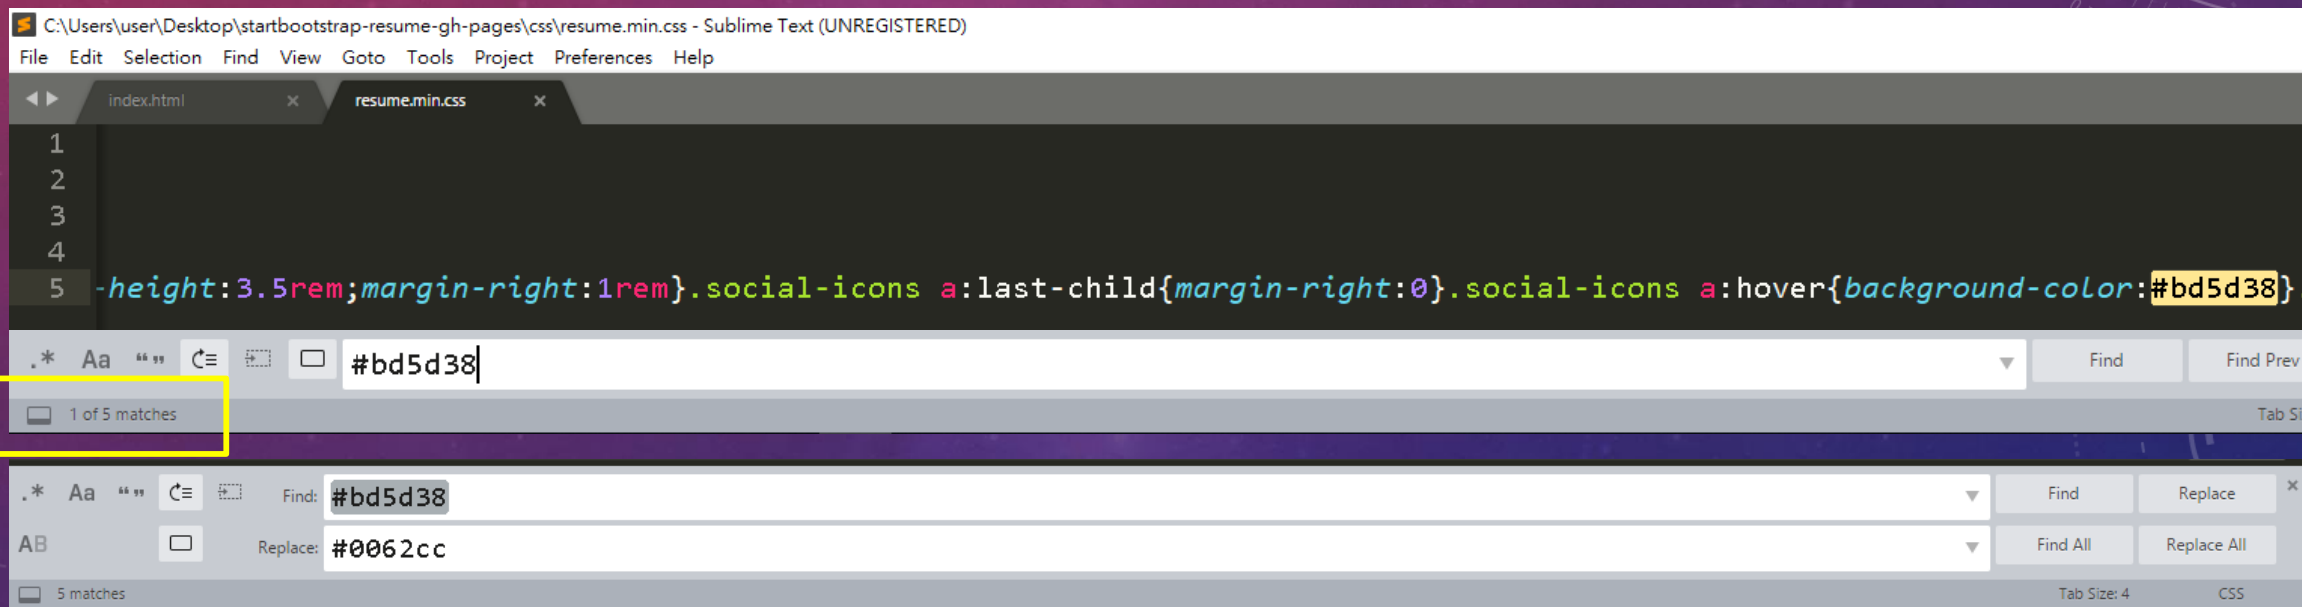 C:\Users\user\Desktop\startbootstrap-resume-gh-pages\css\resume.min.css - Sublime Text (UNREGISTERED)
File Edit Selection Find View Goto Tools Project Preferences Help
index.html × resume.min.css ×
1
2
3
4
5 -height:3.5rem;margin-right:1rem}.social-icons a:last-child{margin-right:0}.social-icons a:hover{background-color:#bd5d38}
.* Aa “” #bd5d38 Find Find Prev
1 of 5 matches Tab Si
.* Aa “” Find: #bd5d38 Find Replace ×
AB Replace: #0062cc Find All Replace All
5 matches Tab Size: 4 CSS